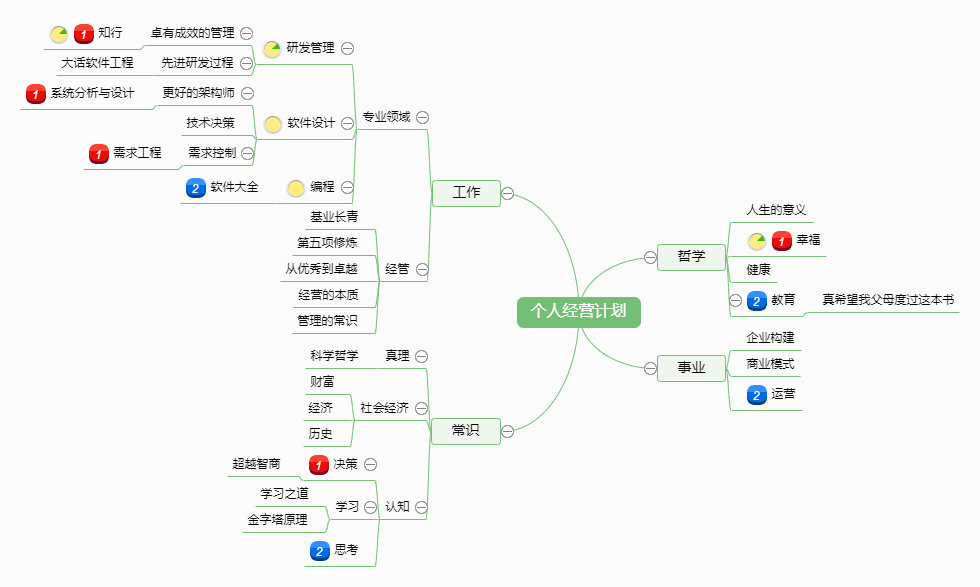 个人经营计划
工作
专业领域
研发管理
卓有成效的管理
1 知行
先进研发过程
大话软件工程
软件设计
更好的架构师
1 系统分析与设计
技术决策
需求控制
1 需求工程
编程
2 软件大全
经营
基业长青
第五项修炼
从优秀到卓越
经营的本质
管理的常识
常识
真理
科学哲学
社会经济
财富
经济
历史
认知
1 决策
超越智商
学习
学习之道
金字塔原理
2 思考
哲学
人生的意义
1 幸福
健康
2 教育
真希望我父母度过这本书
事业
企业构建
商业模式
2 运营